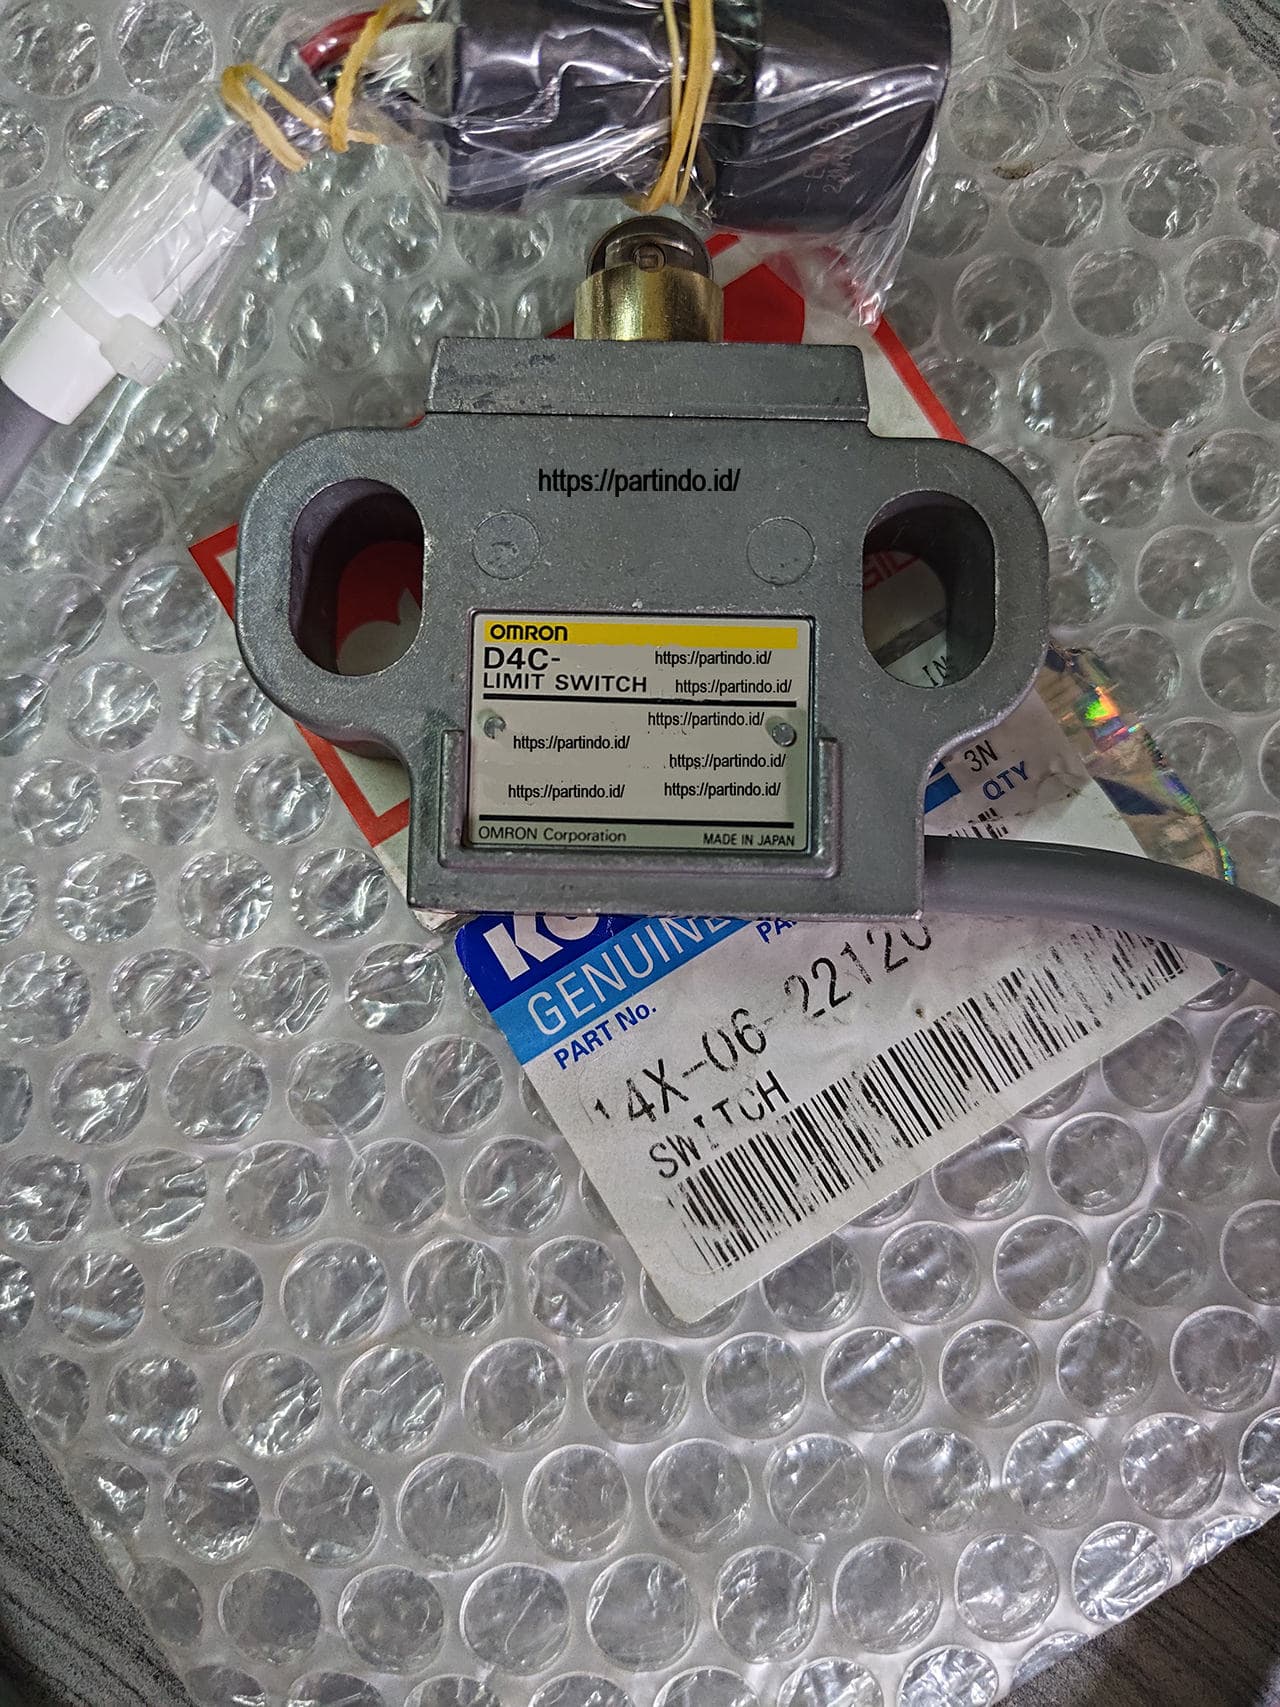 https://partindo.id/
OMRON
D4C-
https://partindo.id/
LIMIT SWITCH
https://partindo.id/
https://partindo.id/
https://partindo.id/
https://partindo.id/
https://partindo.id/
https://partindo.id/
OMRON Corporation
MADE IN JAPAN
3N
QTY
GENUINE
PART No.
14X-06-22120
SWITCH